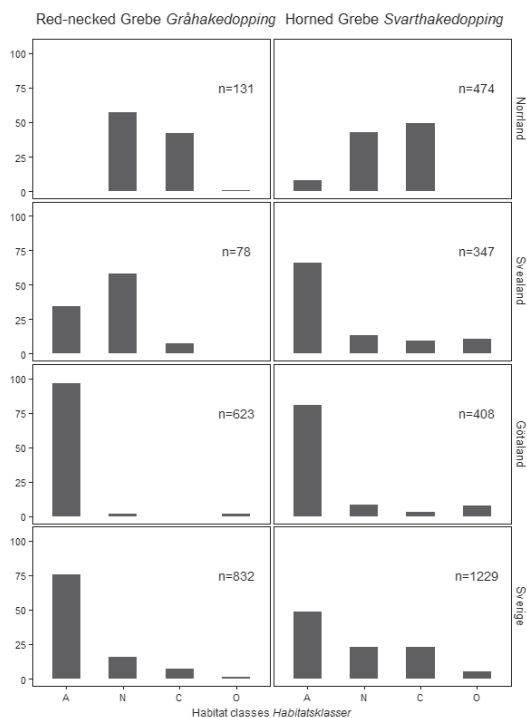 Red-necked Grebe Gråhakedopping
Horned Grebe Svarthakedopping
100
75
50
25
0
n=131
n=474
Norrland
100
75
50
25
0
n=78
n=347
Svealand
100
75
50
25
0
n=623
n=408
Götaland
100
75
50
25
0
n=832
n=1229
Sverige
A N C O A N C O
Habitat classes Habitatsklasser